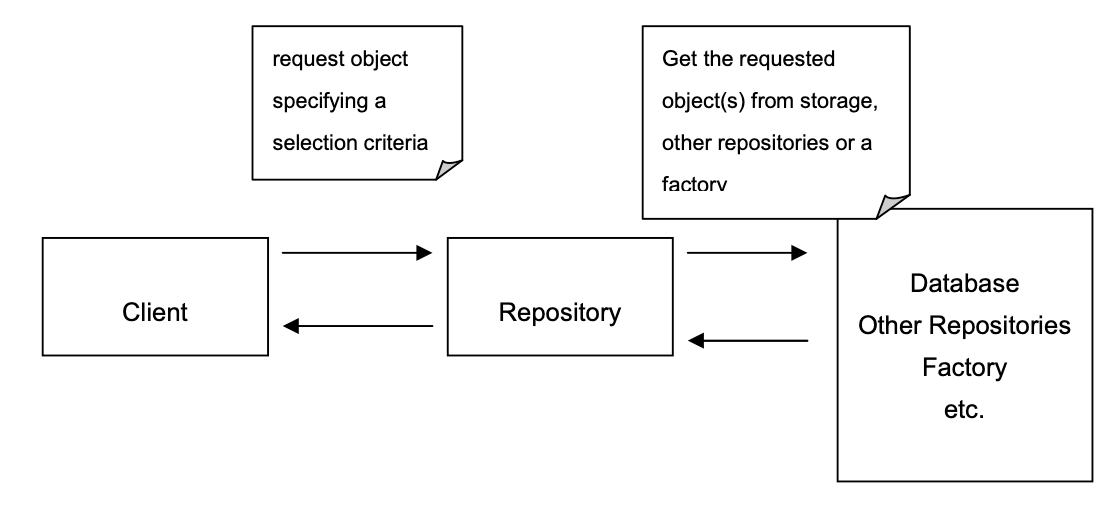 request object
specifying a
selection criteria
Get the requested
object(s) from storage,
other repositories or a
factory
Client
Repository
Database
Other Repositories
Factory
etc.